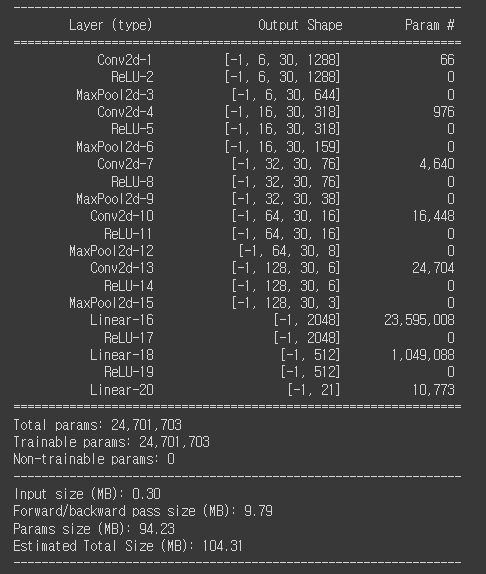 ----------------------------------------------------------------
Layer (type) Output Shape Param #
================================================================
Conv2d-1 [-1, 6, 30, 1288] 66
ReLU-2 [-1, 6, 30, 1288] 0
MaxPool2d-3 [-1, 6, 30, 644] 0
Conv2d-4 [-1, 16, 30, 318] 976
ReLU-5 [-1, 16, 30, 318] 0
MaxPool2d-6 [-1, 16, 30, 159] 0
Conv2d-7 [-1, 32, 30, 76] 4,640
ReLU-8 [-1, 32, 30, 76] 0
MaxPool2d-9 [-1, 32, 30, 38] 0
Conv2d-10 [-1, 64, 30, 16] 16,448
ReLU-11 [-1, 64, 30, 16] 0
MaxPool2d-12 [-1, 64, 30, 8] 0
Conv2d-13 [-1, 128, 30, 6] 24,704
ReLU-14 [-1, 128, 30, 6] 0
MaxPool2d-15 [-1, 128, 30, 3] 0
Linear-16 [-1, 2048] 23,595,008
ReLU-17 [-1, 2048] 0
Linear-18 [-1, 512] 1,049,088
ReLU-19 [-1, 512] 0
Linear-20 [-1, 21] 10,773
================================================================
Total params: 24,701,703
Trainable params: 24,701,703
Non-trainable params: 0
----------------------------------------------------------------
Input size (MB): 0.30
Forward/backward pass size (MB): 9.79
Params size (MB): 94.23
Estimated Total Size (MB): 104.31
----------------------------------------------------------------